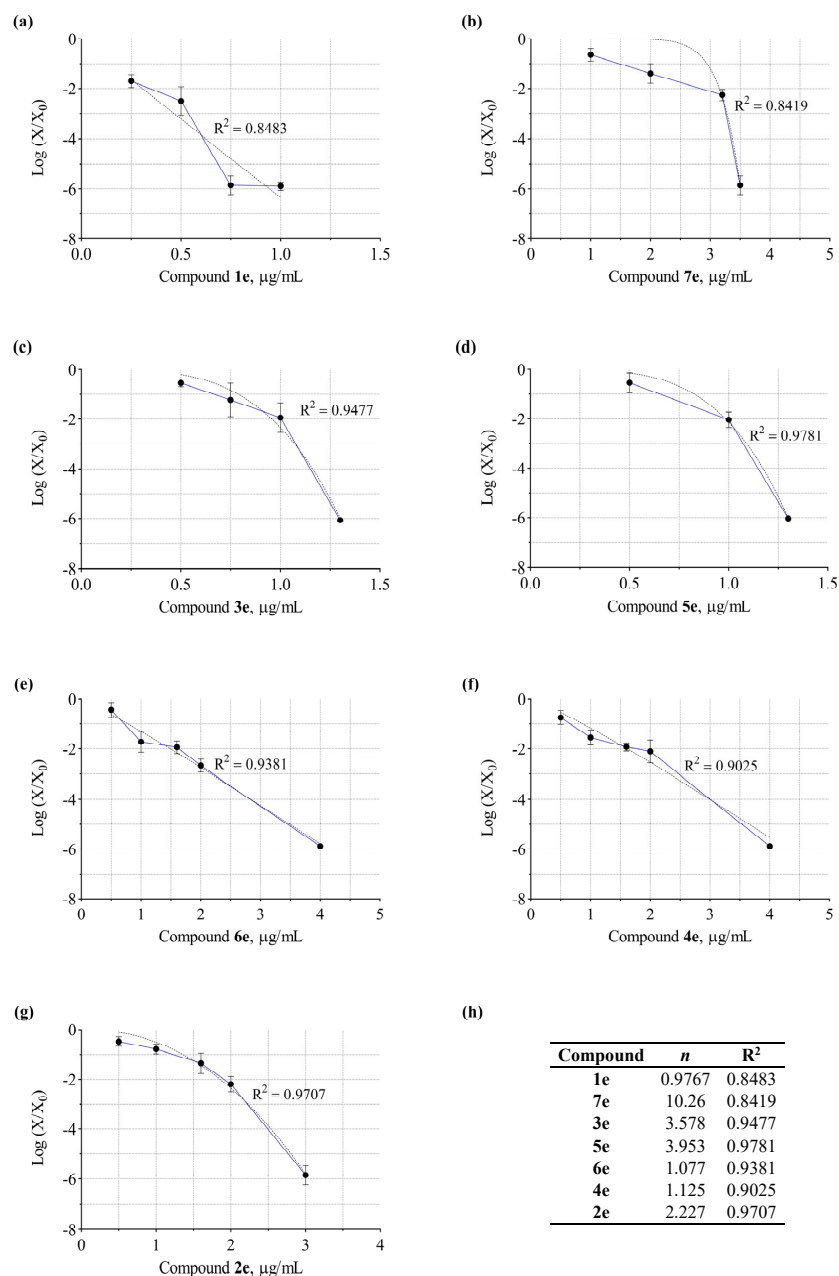 (a)
0
-2
-4
-6
-8
Log (X/X0)
R2 = 0.8483
0.0 0.5 1.0 1.5
Compound 1e, μg/mL
(b)
0
-2
-4
-6
-8
Log (X/X0)
R2 = 0.8419
0 1 2 3 4 5
Compound 7e, μg/mL
(c)
0
-2
-4
-6
-8
Log (X/X0)
R2 = 0.9477
0.0 0.5 1.0 1.5
Compound 3e, μg/mL
(d)
0
-2
-4
-6
-8
Log (X/X0)
R2 = 0.9781
0.0 0.5 1.0 1.5
Compound 5e, μg/mL
(e)
0
-2
-4
-6
-8
Log (X/X0)
R2 = 0.9381
0 1 2 3 4 5
Compound 6e, μg/mL
(f)
0
-2
-4
-6
-8
Log (X/X0)
R2 = 0.9025
0 1 2 3 4 5
Compound 4e, μg/mL
(g)
0
-2
-4
-6
-8
Log (X/X0)
R2 = 0.9707
0 1 2 3 4
Compound 2e, μg/mL
(h)
Compound n R2
1e 0.9767 0.8483
7e 10.26 0.8419
3e 3.578 0.9477
5e 3.953 0.9781
6e 1.077 0.9381
4e 1.125 0.9025
2e 2.227 0.9707